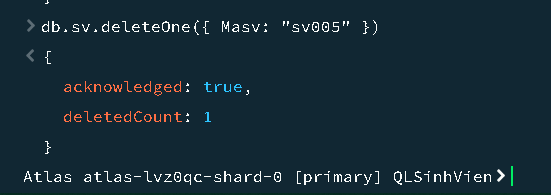 }
> db.sv.deleteOne({ Masv: "sv005" })
< {
acknowledged: true,
deletedCount: 1
}
Atlas atlas-lvz0qc-shard-0 [primary] QLSinhVien>